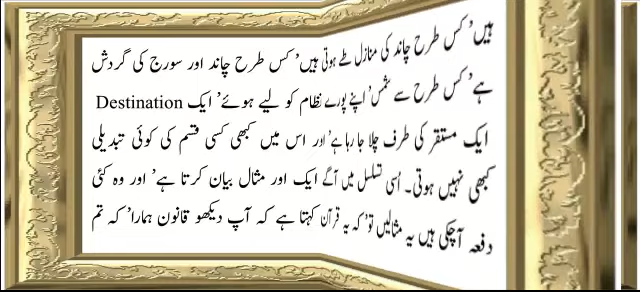 ہیں’ کس طرح چاند کی منازل طے ہوتی ہیں’ کس طرح چاند اور سورج کی گردش
ہے’ کس طرح سے شمس’ اپنے پورے نظام کو لیے ہوئے’ ایک Destination
ایک مستقر کی طرف چلا جا رہا ہے’ اور اس میں کبھی کسی قسم کی کوئی تبدیلی
کبھی نہیں ہوتی۔ اُسی تسلسل میں آگے ایک اور مثال بیان کرتا ہے’ اور وہ کئی
دفعہ آ چکی ہیں یہ مثالیں تو’ کہ یہ قرآن کہتا ہے کہ آپ دیکھو قانون ہمارا’ کہ تم